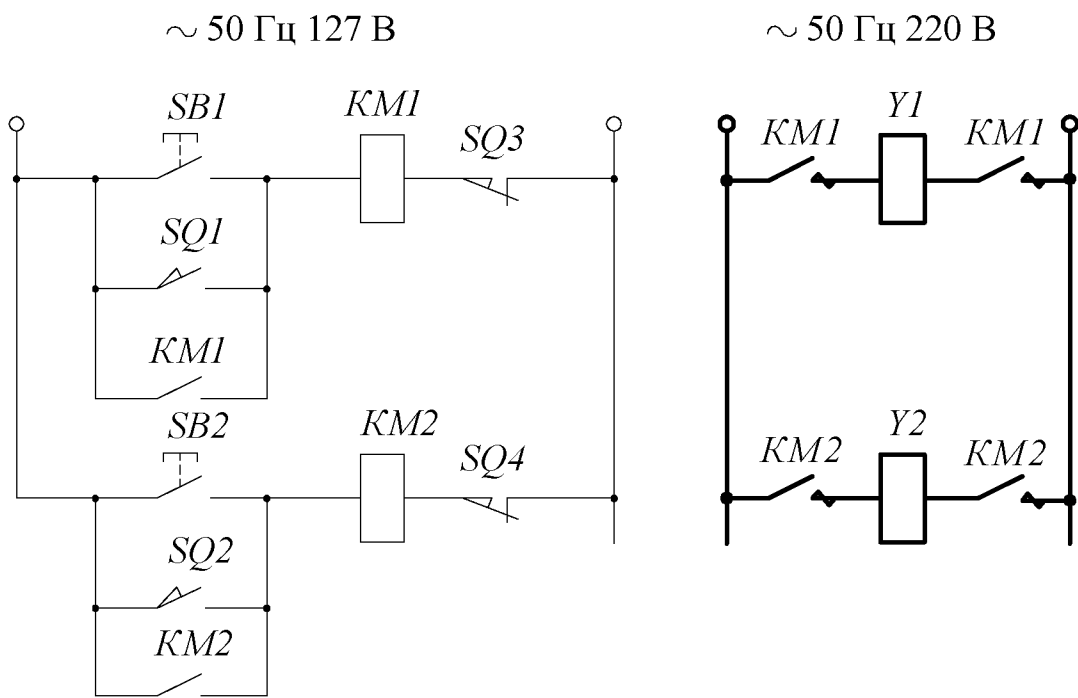 ~ 50 Гц 127 В
~ 50 Гц 220 В
SB1
KM1
SQ3
SQ1
KM1
SB2
KM2
SQ4
SQ2
KM2
KM1
Y1
KM1
KM2
Y2
KM2